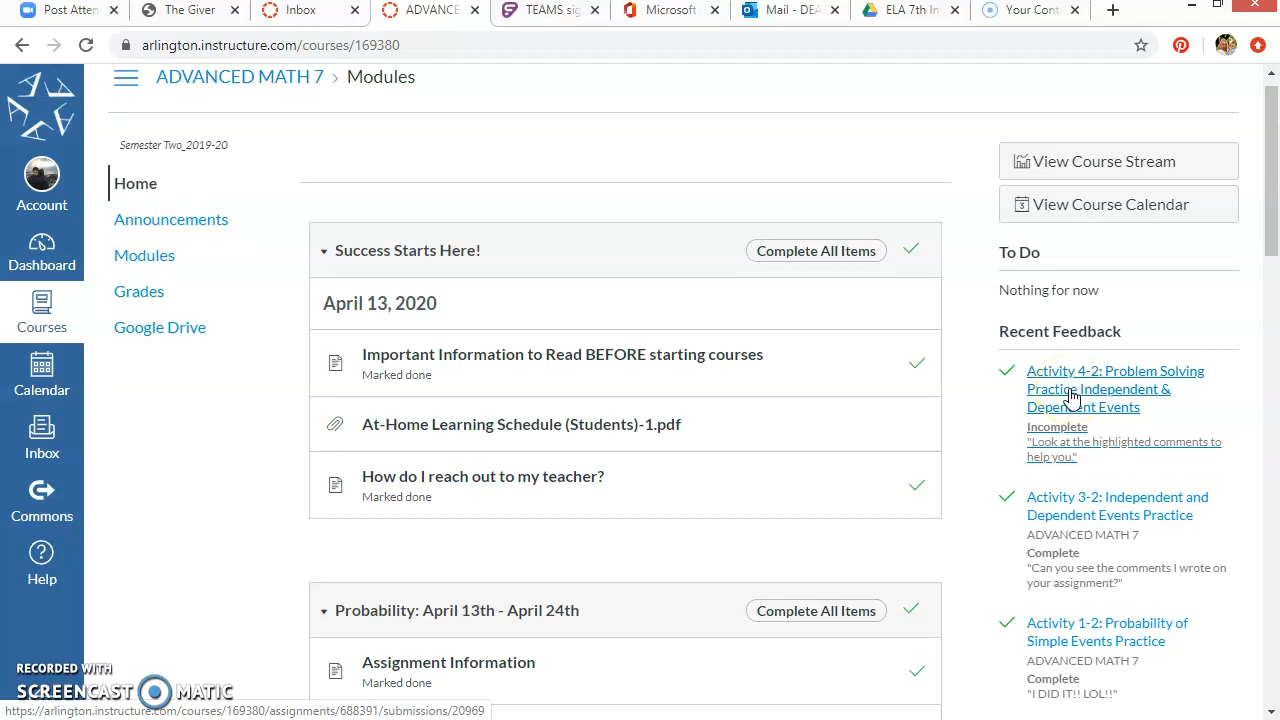 Post Atten
The Giver
Inbox
ADVANCE
TEAMS sig
Microsoft
Mail - DEA
ELA 7th In
Your Cont
arlington.instructure.com/courses/169380
ADVANCED MATH 7 > Modules
Semester Two_2019-20
Home
Announcements
Modules
Grades
Google Drive
Account
Dashboard
Courses
Calendar
Inbox
Commons
Help
Success Starts Here!
Complete All Items
April 13, 2020
Important Information to Read BEFORE starting courses
Marked done
At-Home Learning Schedule (Students)-1.pdf
How do I reach out to my teacher?
Marked done
Probability: April 13th - April 24th
Complete All Items
Assignment Information
Marked done
View Course Stream
3 View Course Calendar
To Do
Nothing for now
Recent Feedback
Activity 4-2: Problem Solving
Practice Independent &
Dependent Events
Incomplete
"Look at the highlighted comments to
help you."
Activity 3-2: Independent and
Dependent Events Practice
ADVANCED MATH 7
Complete
"Can you see the comments I wrote on
your assignment?"
Activity 1-2: Probability of
Simple Events Practice
ADVANCED MATH 7
Complete
"I DID IT!! LOL!!"
RECORDED WITH
SCREENCAST MATIC
https://arlington.instructure.com/courses/169380/assignments/688391/submissions/20969